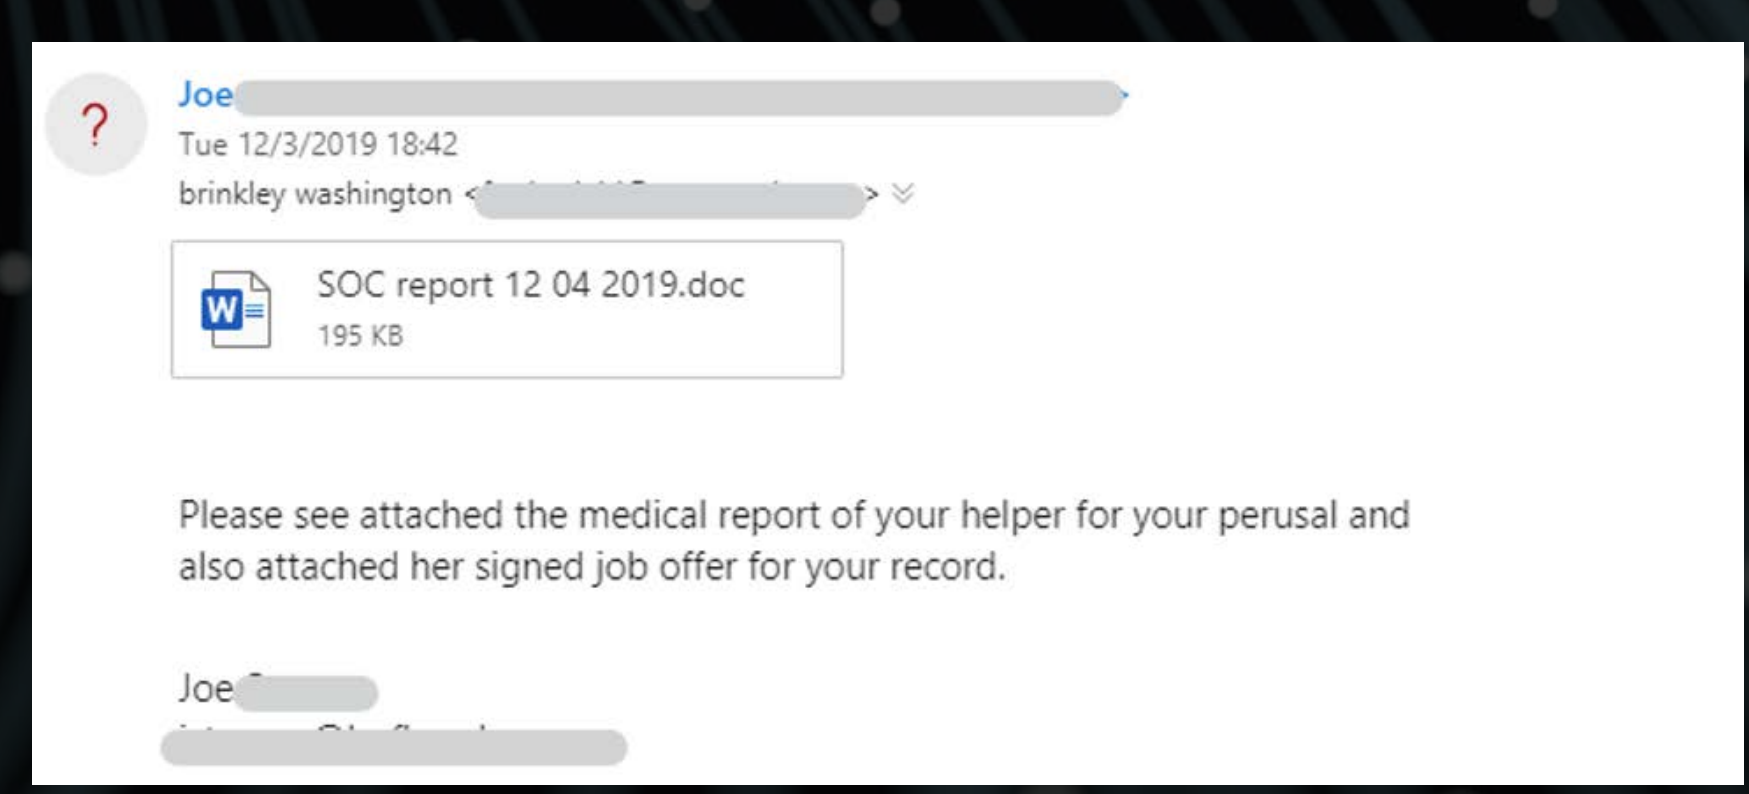 ?
Joe
Tue 12/3/2019 18:42
brinkley washington < >
W
SOC report 12 04 2019.doc
195 KB
Please see attached the medical report of your helper for your perusal and
also attached her signed job offer for your record.
Joe